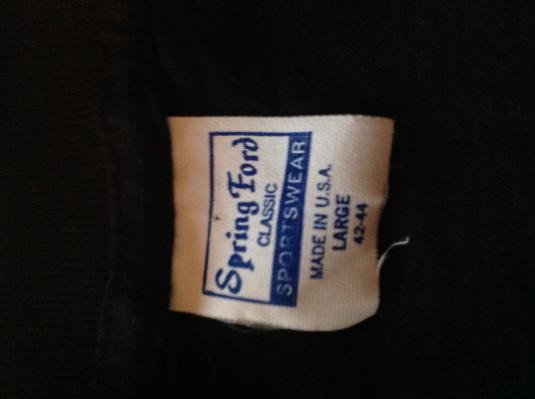 Spring Ford
CLASSIC
SPORTSWEAR
MADE IN U.S.A.
LARGE
42-44